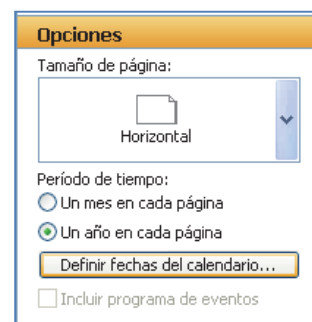 Opciones
Tamaño de página:
Horizontal
Período de tiempo:
Un mes en cada página
Un año en cada página
Definir fechas del calendario...
Incluir programa de eventos